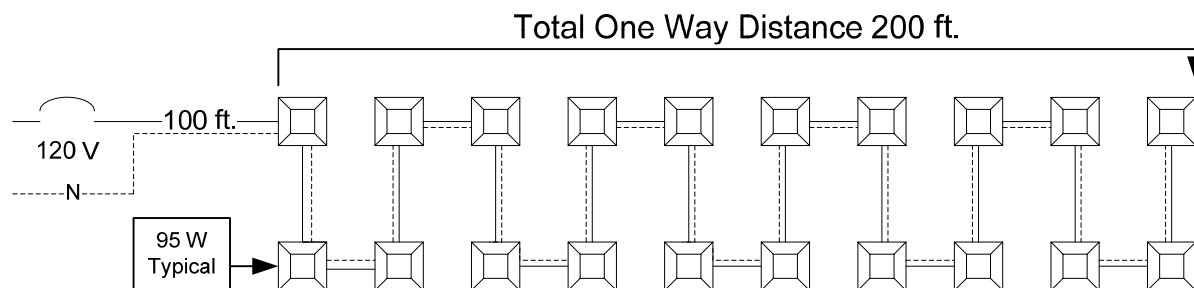 Total One Way Distance 200 ft.
100 ft.
120 V
N
95 W
Typical